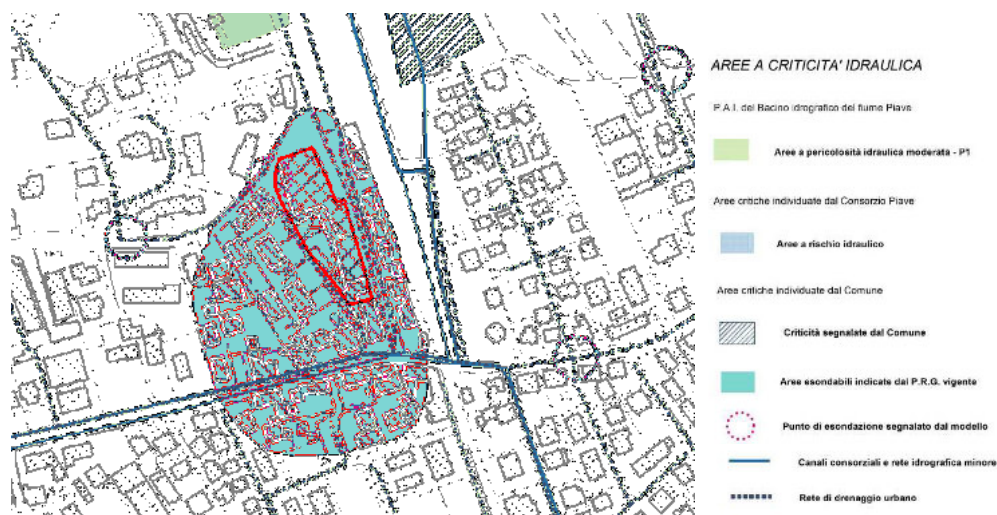 AREE A CRITICITA' IDRAULICA
P.A.I. del Bacino idrografico del fiume Piave
Aree a pericolosità idraulica moderata - P1
Aree critiche individuate dal Consorzio Piave
Aree a rischio idraulico
Aree critiche individuate dal Comune
Criticità segnalate dal Comune
Aree esondabili indicate dal P.R.G. vigente
Punto di esondazione segnalato dal modello
Canali consorziali e rete idrografica minore
Rete di drenaggio urbano